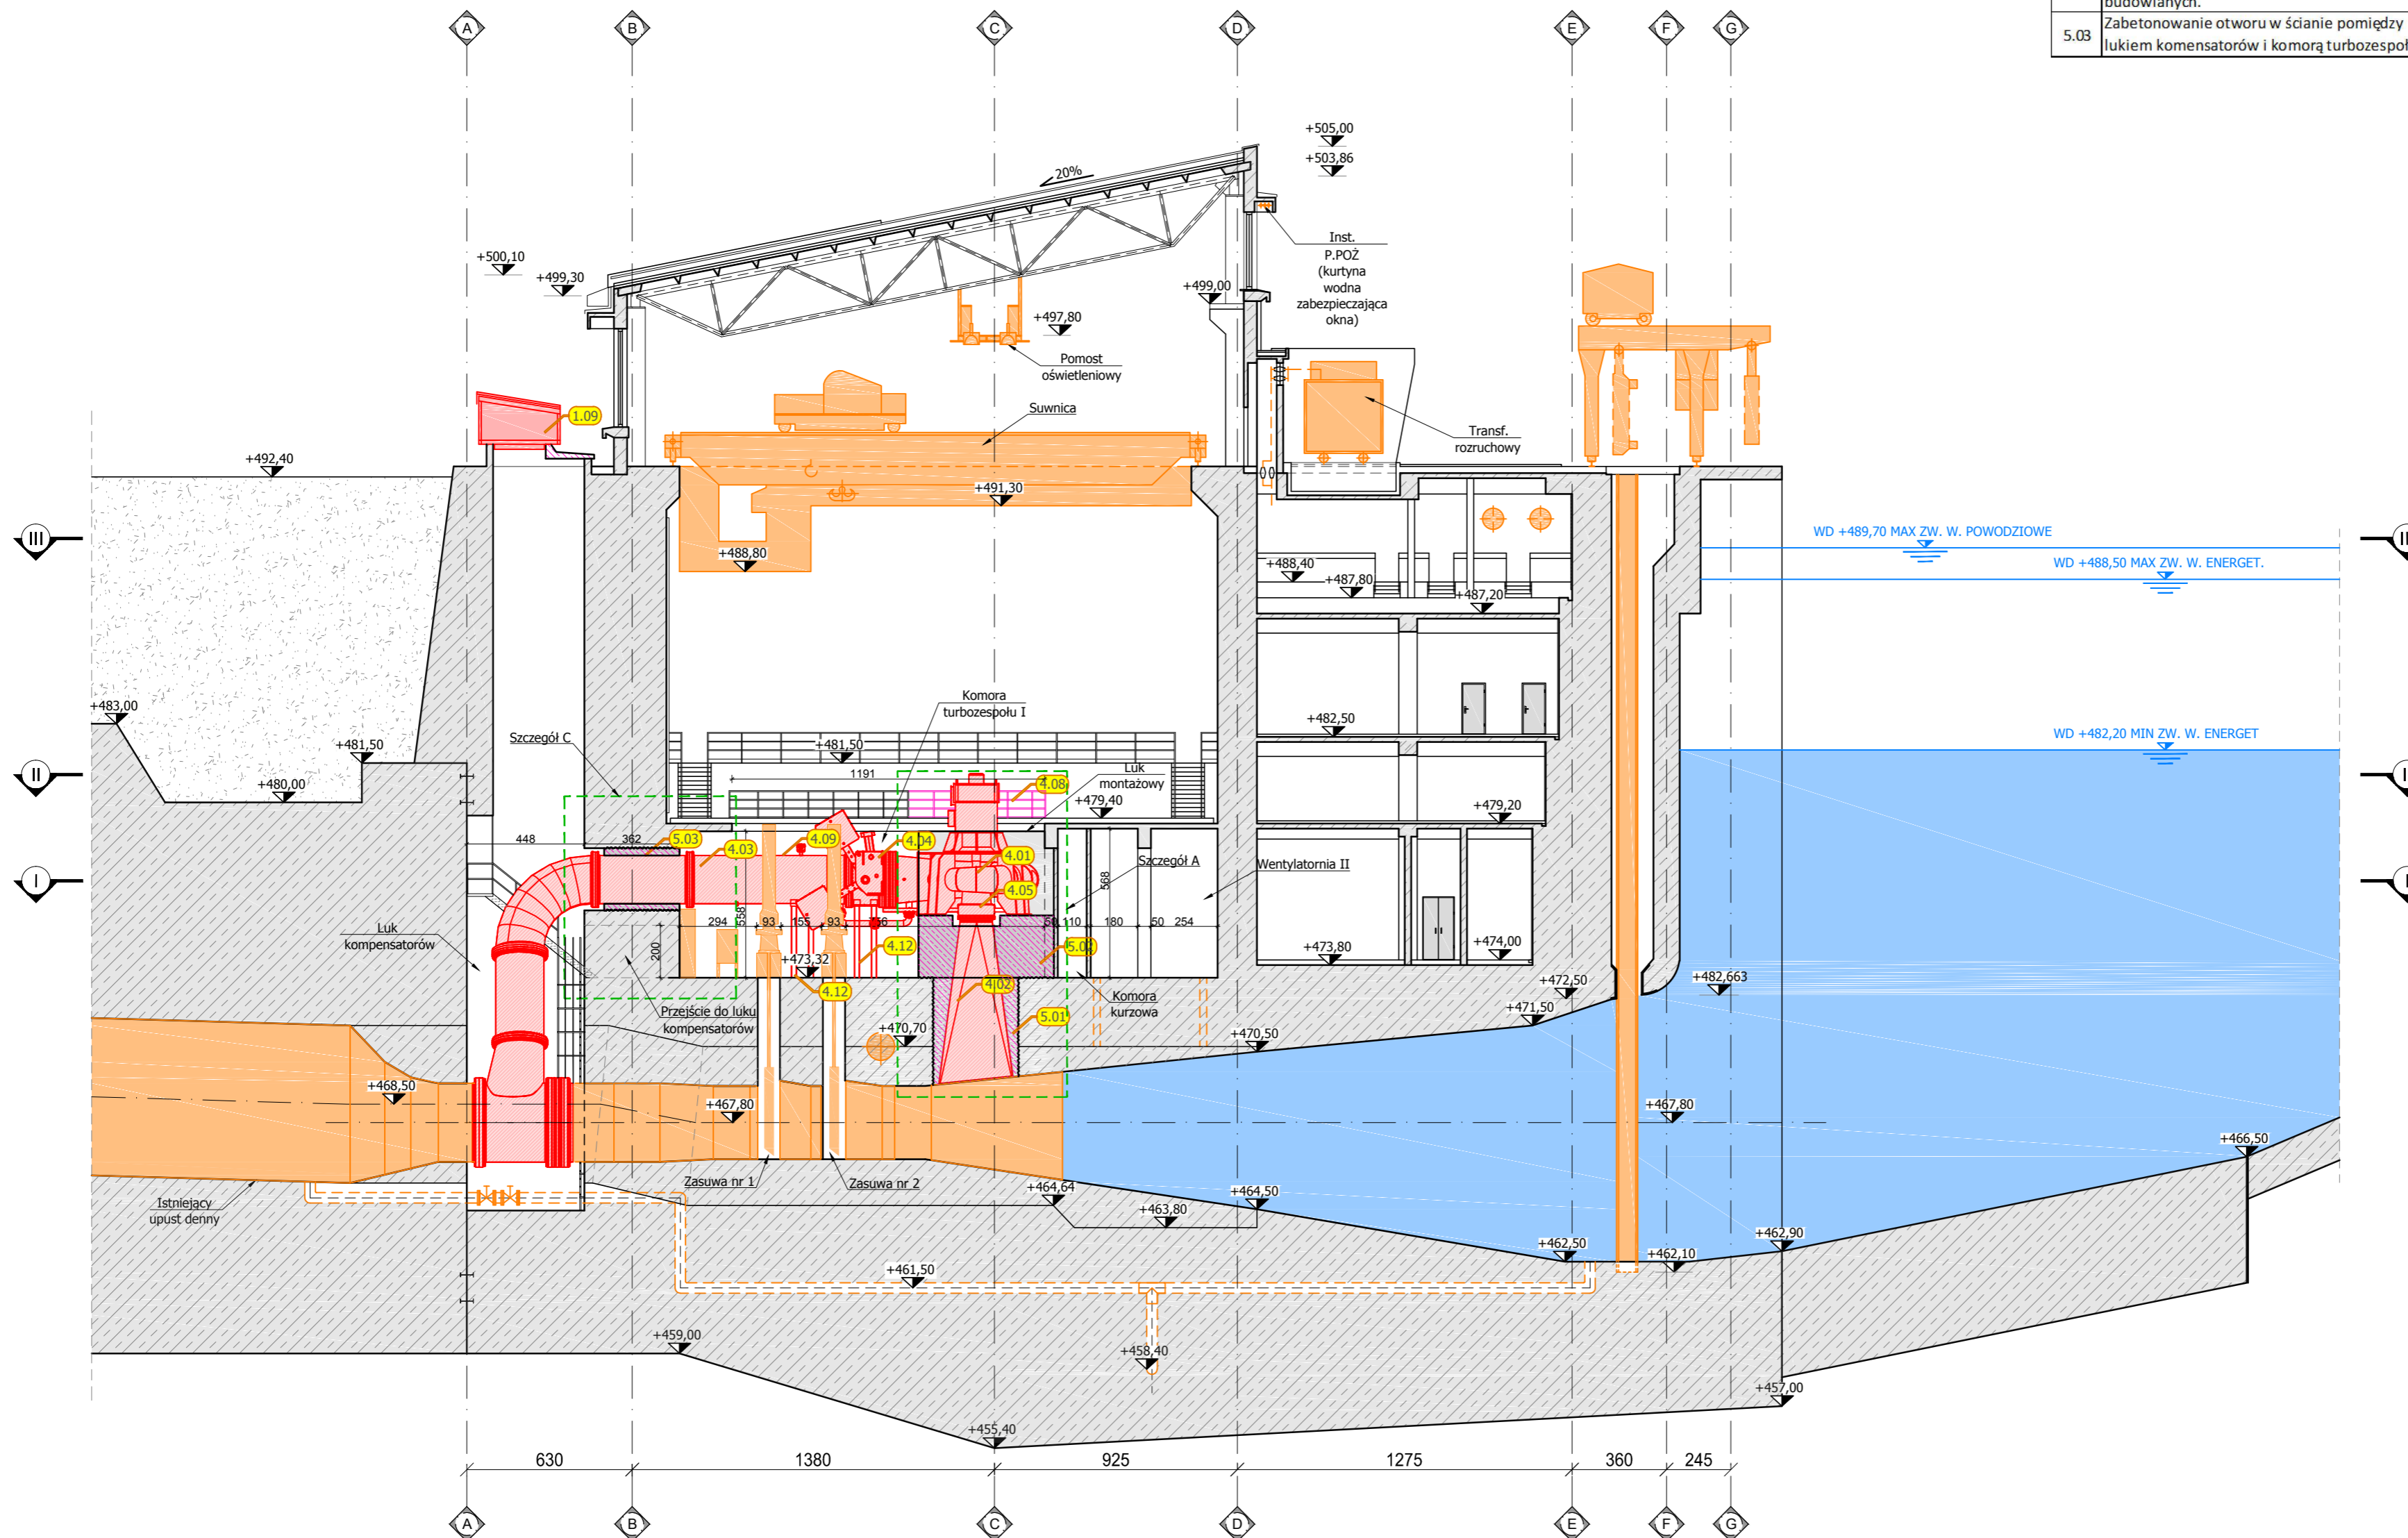 budowlanych.
5.03 Zabetonowanie otworu w ścianie pomiędzy
lukiem komensatorów i komorą turbozespoł
A B C D E F G
+505,00
+503,86
20%
+500,10
+499,30
Inst.
P.POŻ
(kurtyna
wodna
zabezpieczająca
okna)
+499,00
+497,80
Pomost
oświetleniowy
Suwnica
1.09
Transf.
rozruchowy
+492,40
+491,30
III
WD +489,70 MAX ZW. W. POWODZIOWE
+488,80
+488,40
WD +488,50 MAX ZW. W. ENERGET.
+487,80
+487,20
+483,00
Komora
turbozespołu I
+482,50
WD +482,20 MIN ZW. W. ENERGET
Szczegół C
+481,50
+481,50
II
1191
Luk
montażowy
+480,00
4.08
+479,40
+479,20
448
362
5.03
4.03
4.09
4.04
4.01
Szczegół A
Wentylatornia II
I
568
4.05
558
294 93 155 93 756 50 110 180 50 254
Luk
kompensatorów
200
4.12
5.02
+473,80
+474,00
+473,32
4.12
4.02
+472,50
+482,663
Przejście do luku
kompensatorów
Komora
kurzowa
5.01
+471,50
+470,70
+470,50
+468,50
+467,80
+467,80
+466,50
Zasuwa nr 1
Zasuwa nr 2
+464,64
+464,50
Istniejący
upust denny
+463,80
+462,50
+462,10
+462,90
+461,50
+459,00
+458,40
+457,00
+455,40
630 1380 925 1275 360 245
A B C D E F G